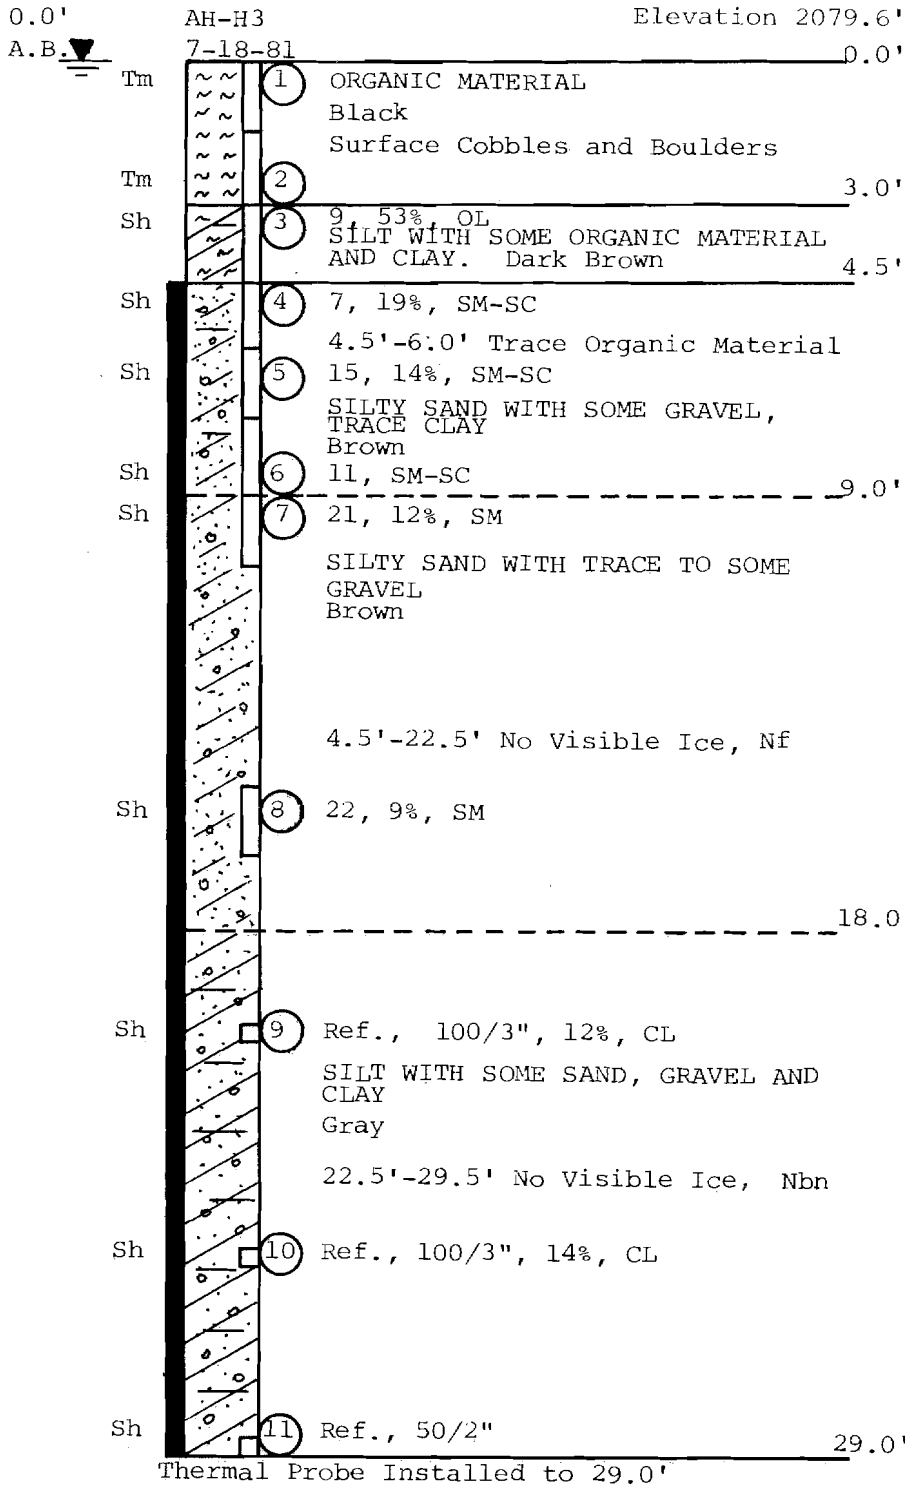 0.0' AH-H3 Elevation 2079.6'
A.B. 7-18-81 0.0'
Tm 1 ORGANIC MATERIAL
Black
Surface Cobbles and Boulders
Tm 2 3.0'
Sh 3 9, 53%, OL
SILT WITH SOME ORGANIC MATERIAL
AND CLAY. Dark Brown 4.5'
Sh 4 7, 19%, SM-SC
4.5'-6.0' Trace Organic Material
Sh 5 15, 14%, SM-SC
SILTY SAND WITH SOME GRAVEL,
TRACE CLAY
Brown
Sh 6 11, SM-SC
9.0'
Sh 7 21, 12%, SM
SILTY SAND WITH TRACE TO SOME
GRAVEL
Brown
4.5'-22.5' No Visible Ice, Nf
Sh 8 22, 9%, SM
18.0
Sh 9 Ref., 100/3", 12%, CL
SILT WITH SOME SAND, GRAVEL AND
CLAY
Gray
22.5'-29.5' No Visible Ice, Nbn
Sh 10 Ref., 100/3", 14%, CL
Sh 11 Ref., 50/2"
29.0'
Thermal Probe Installed to 29.0'